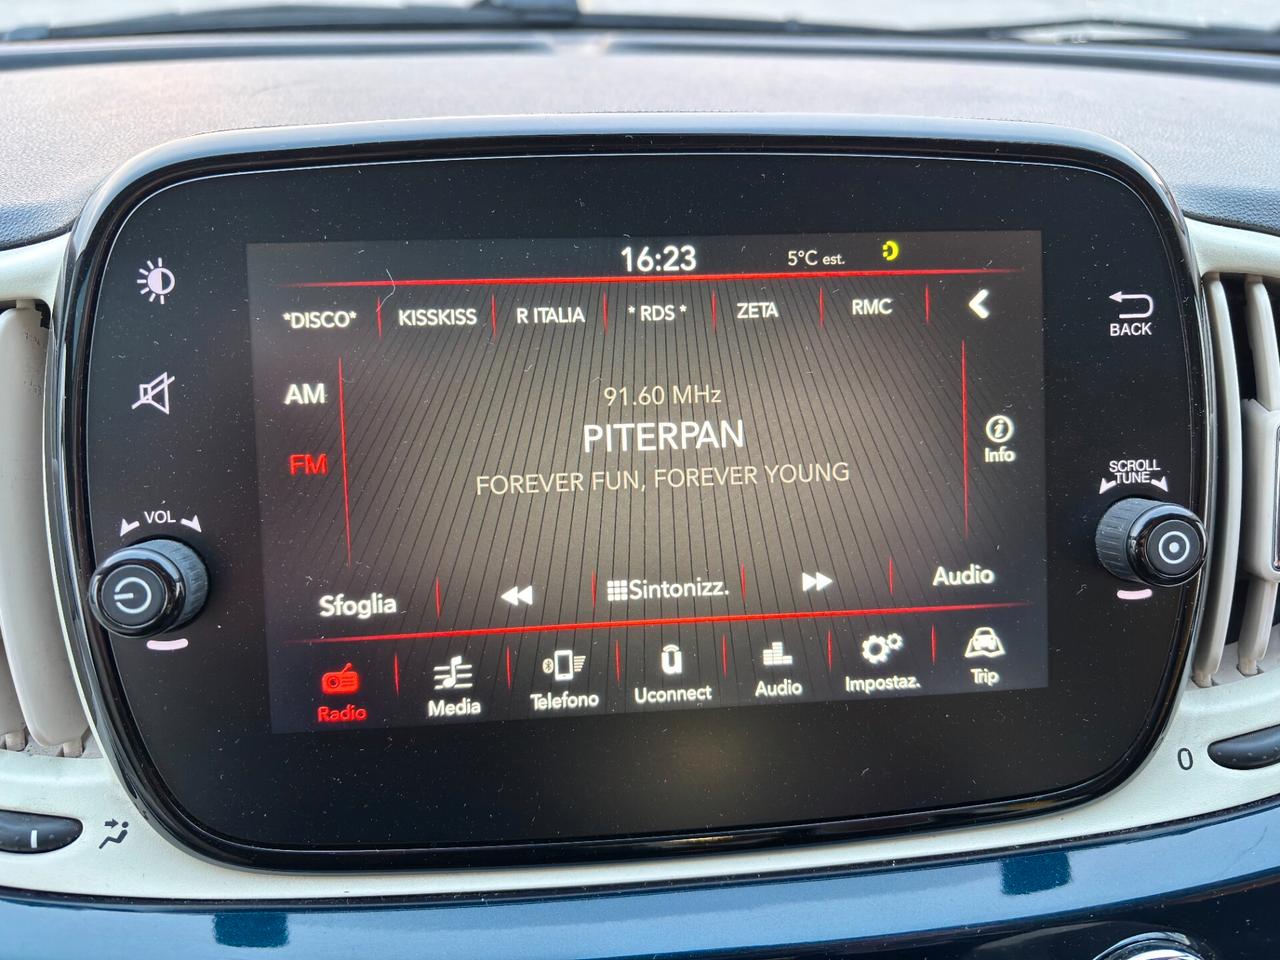 16:23 5°C est.
*DISCO* KISSKISS R ITALIA * RDS * ZETA RMC
BACK
AM
91.60 MHz
PITERPAN
FM
Info
FOREVER FUN, FOREVER YOUNG
SCROLL
TUNE
VOL
Sfoglia Sintonizz. Audio
Radio Media Telefono Uconnect Audio Impostaz. Trip
0